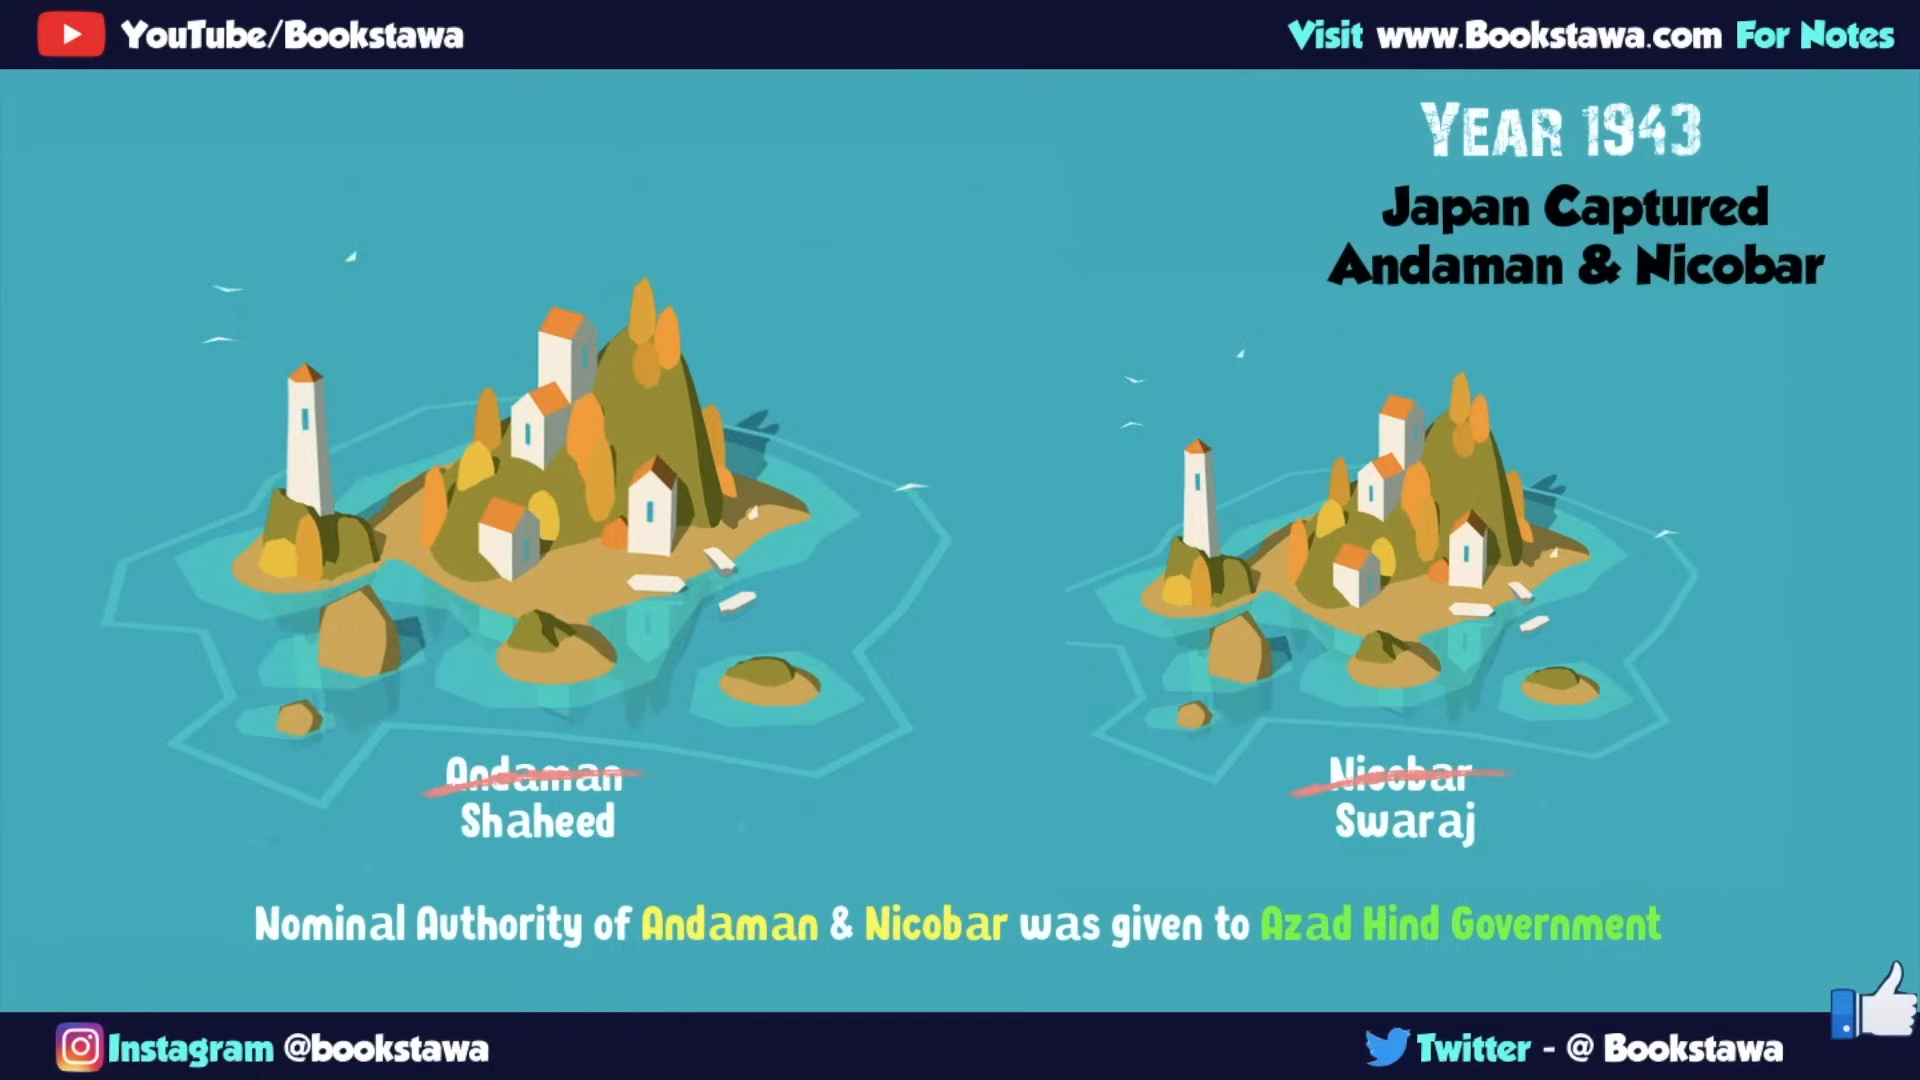 YouTube/Bookstawa
Visit www.Bookstawa.com For Notes
YEAR 1943
Japan Captured
Andaman & Nicobar
Andaman
Shaheed
Nicobar
Swaraj
Nominal Authority of Andaman & Nicobar was given to Azad Hind Government
Instagram @bookstawa
Twitter - @ Bookstawa